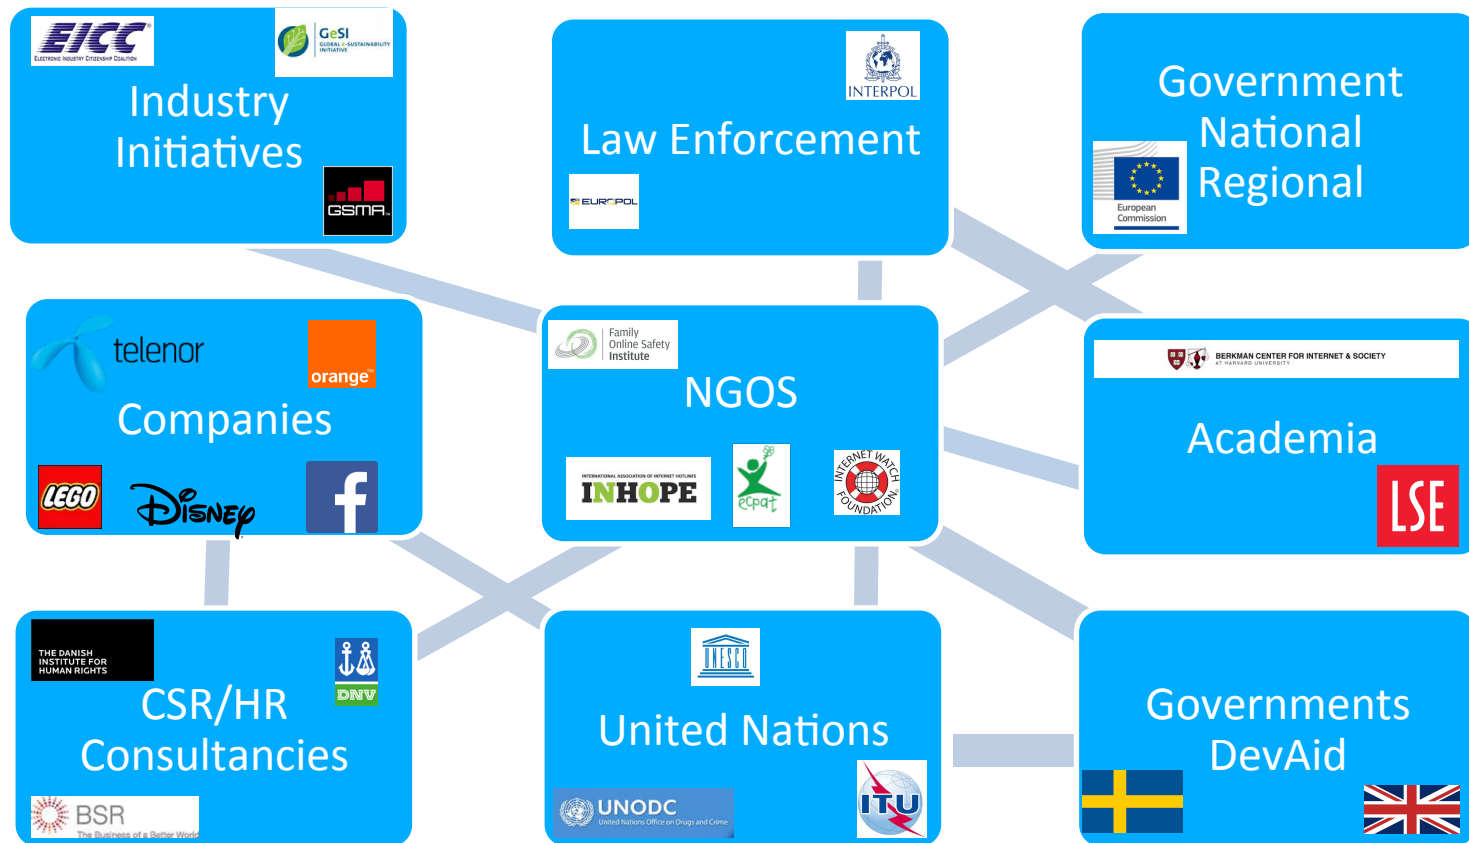 EICC®
ELECTRONIC INDUSTRY CITIZENSHIP COALITION
GeSI
GLOBAL e-SUSTAINABILITY
INITIATIVE
Industry
Initiatives
GSMA™
INTERPOL
Law Enforcement
EUROPOL
Government
National
Regional
European
Commission
telenor
orange™
Companies
LEGO
DISNEY
f
Family
Online Safety
Institute
NGOS
INTERNATIONAL ASSOCIATION OF INTERNET HOTLINES
INHOPE
ecpat
INTERNET WATCH
FOUNDATION
BERKMAN CENTER FOR INTERNET & SOCIETY
AT HARVARD UNIVERSITY
Academia
LSE
THE DANISH
INSTITUTE FOR
HUMAN RIGHTS
DNV
CSR/HR
Consultancies
BSR
The Business of a Better World
UNESCO
United Nations
UNODC
United Nations Office on Drugs and Crime
ITU
Governments
DevAid